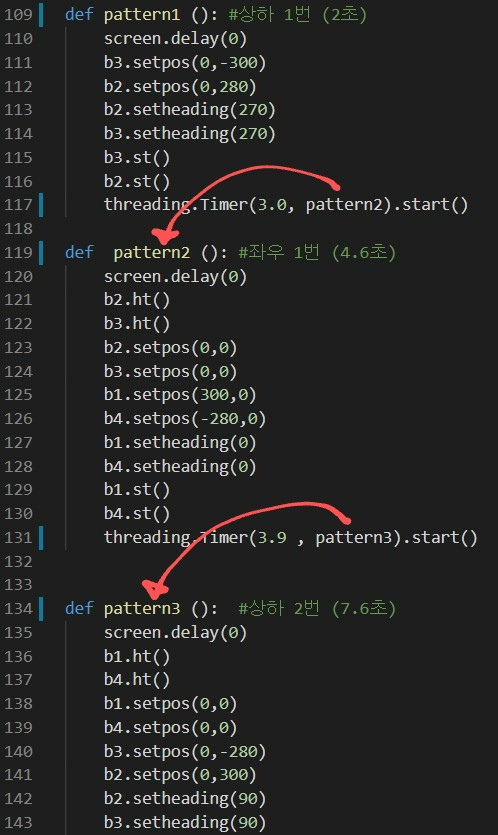 109 def pattern1 (): #상하 1번 (2초)
110 screen.delay(0)
111 b3.setpos(0,-300)
112 b2.setpos(0,280)
113 b2.setheading(270)
114 b3.setheading(270)
115 b3.st()
116 b2.st()
117 threading.Timer(3.0, pattern2).start()
118
119 def  pattern2 (): #좌우 1번 (4.6초)
120 screen.delay(0)
121 b2.ht()
122 b3.ht()
123 b2.setpos(0,0)
124 b3.setpos(0,0)
125 b1.setpos(300,0)
126 b4.setpos(-280,0)
127 b1.setheading(0)
128 b4.setheading(0)
129 b1.st()
130 b4.st()
131 threading.Timer(3.9 , pattern3).start()
132
133
134 def pattern3 ():  #상하 2번 (7.6초)
135 screen.delay(0)
136 b1.ht()
137 b4.ht()
138 b1.setpos(0,0)
139 b4.setpos(0,0)
140 b3.setpos(0,-280)
141 b2.setpos(0,300)
142 b2.setheading(90)
143 b3.setheading(90)